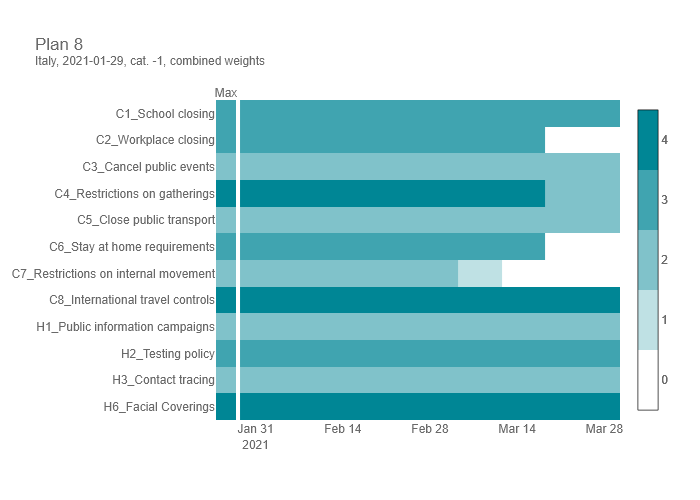 Plan 8
Italy, 2021-01-29, cat. -1, combined weights
Max
C1_School closing
C2_Workplace closing
C3_Cancel public events
C4_Restrictions on gatherings
C5_Close public transport
C6_Stay at home requirements
C7_Restrictions on internal movement
C8_International travel controls
H1_Public information campaigns
H2_Testing policy
H3_Contact tracing
H6_Facial Coverings
Jan 31 Feb 14 Feb 28 Mar 14 Mar 28
2021
4
3
2
1
0